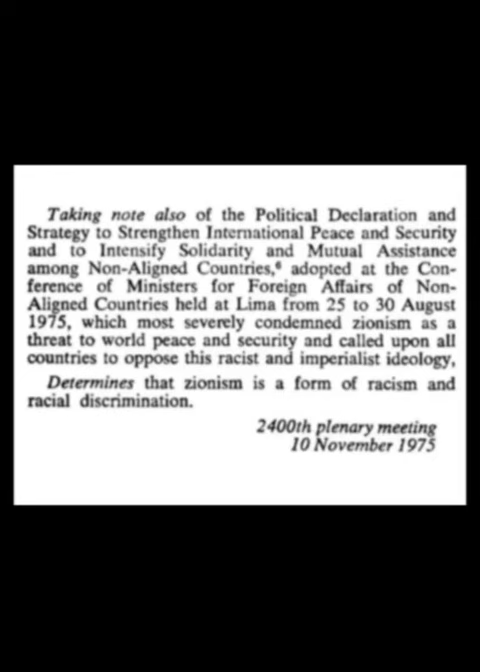 Taking note also of the Political Declaration and
Strategy to Strengthen International Peace and Security
and to Intensify Solidarity and Mutual Assistance
among Non-Aligned Countries,⁶ adopted at the Con-
ference of Ministers for Foreign Affairs of Non-
Aligned Countries held at Lima from 25 to 30 August
1975, which most severely condemned zionism as a
threat to world peace and security and called upon all
countries to oppose this racist and imperialist ideology,
Determines that zionism is a form of racism and
racial discrimination.
2400th plenary meeting
10 November 1975